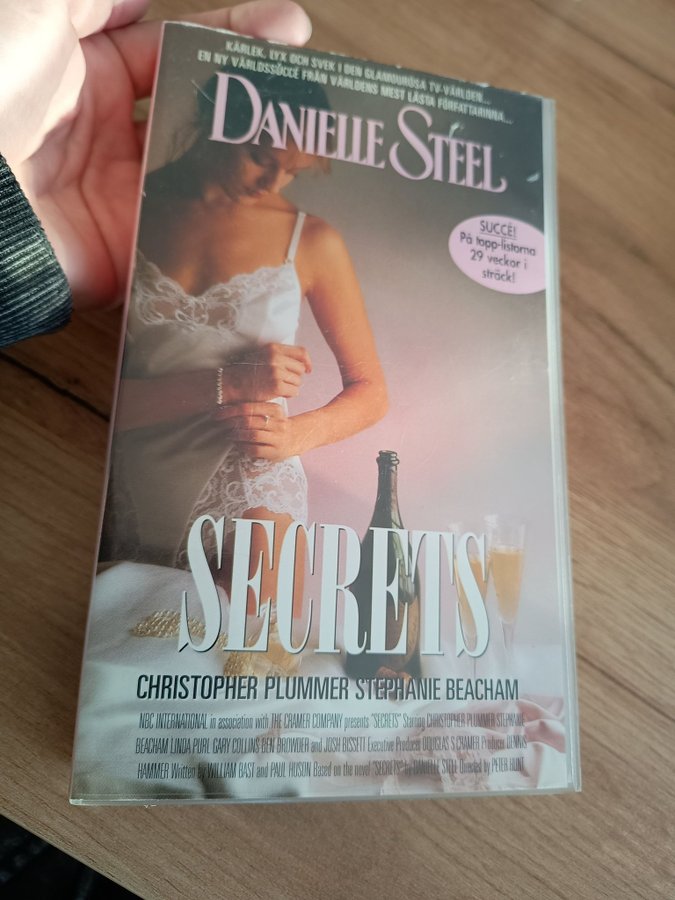 KÄRLEK, LYX OCH SVEK I DEN GLAMOURÖSA TV-VÄRLDEN...
EN NY VÄRLDSSUCCÉ FRÅN VÄRLDENS MEST LÄSTA FÖRFATTARINNA...
DANIELLE STEEL
SUCCÉ!
På topp-listorna
29 veckor i
sträck!
SECRETS
CHRISTOPHER PLUMMER STEPHANIE BEACHAM
NBC INTERNATIONAL in association with THE CRAMER COMPANY presents "SECRETS" Starring CHRISTOPHER PLUMMER STEPHANIE
BEACHAM LINDA PURL GARY COLLINS BEN BROWDER and JOSH BISSETT Executive Producer DOUGLAS S CRAMER Producer DENNIS
HAMMER Written by WILLIAM BAST and PAUL HUSON Based on the novel "SECRETS" by DANIELLE STEEL Directed by PETER HUNT